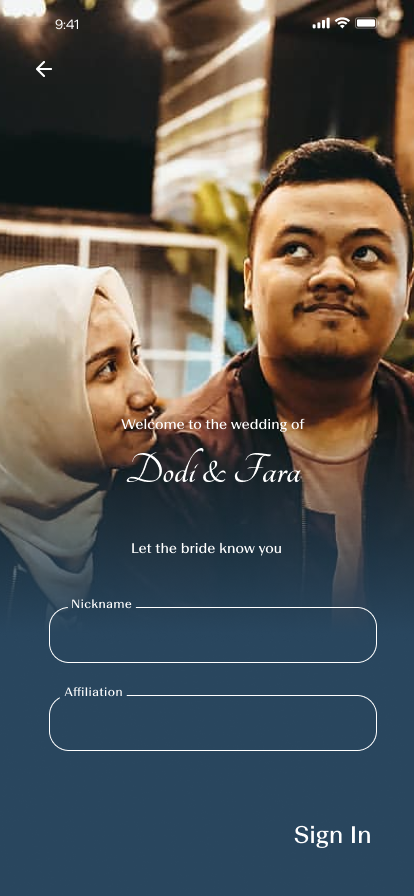 9:41
Welcome to the wedding of
Dodi & Fara
Let the bride know you
Nickname
Affiliation
Sign In